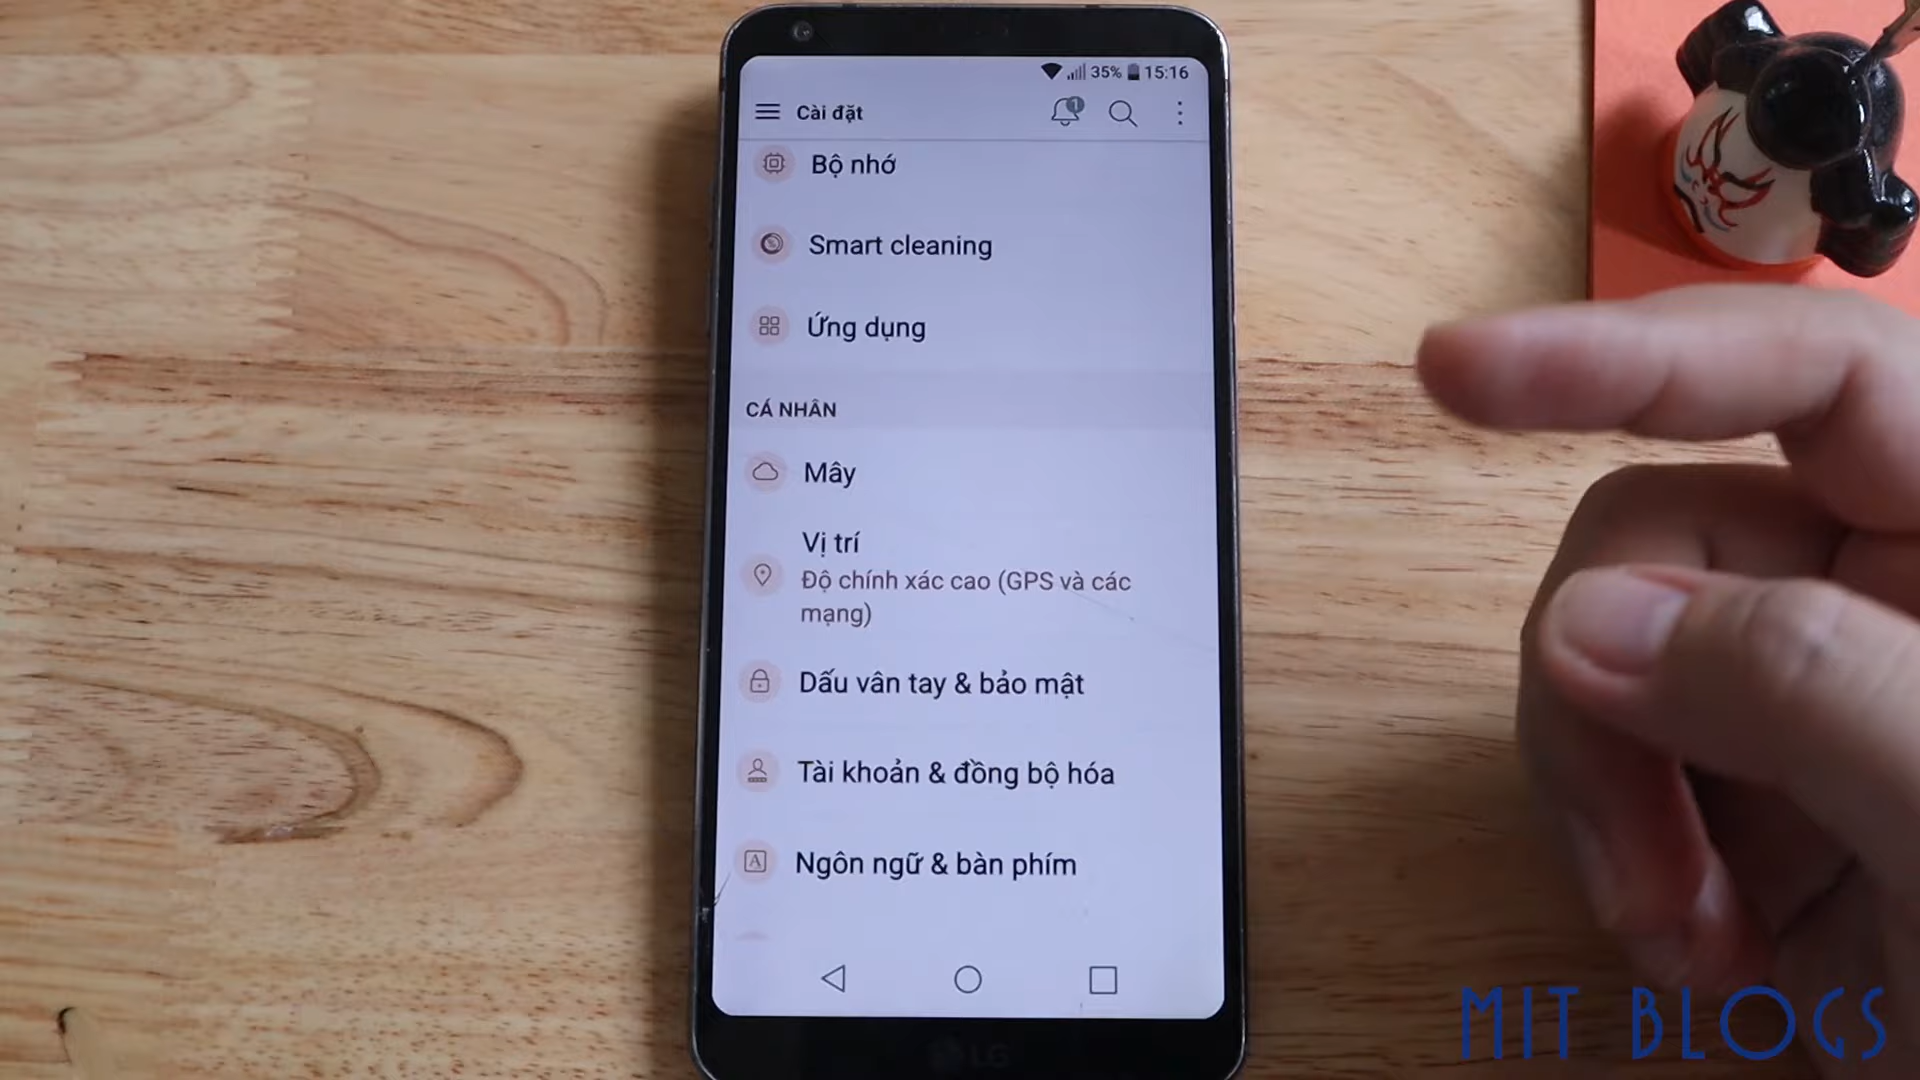 35% 15:16
Cài đặt
1
Bộ nhớ
Smart cleaning
Ứng dụng
CÁ NHÂN
Mây
Vị trí
Độ chính xác cao (GPS và các
mạng)
Dấu vân tay & bảo mật
Tài khoản & đồng bộ hóa
A
Ngôn ngữ & bàn phím
LG
MIT BLOGS